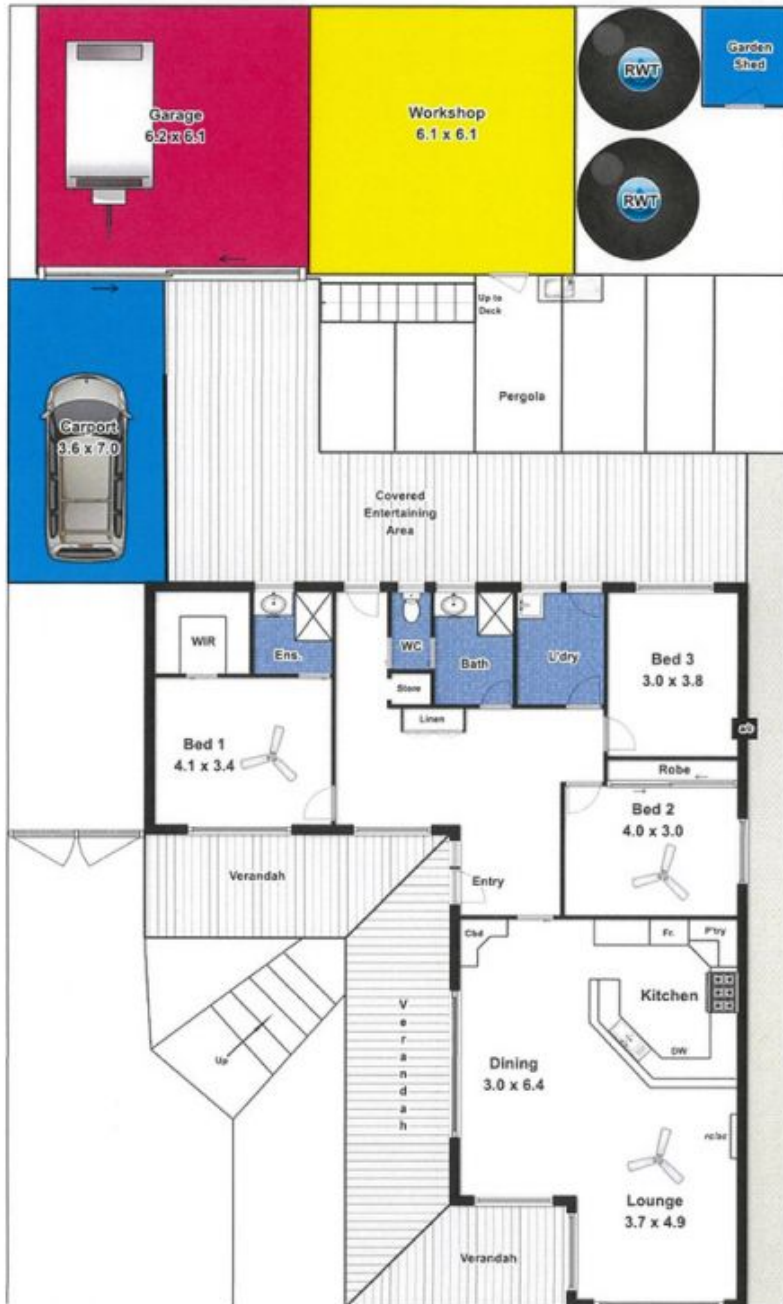 Garage
6.2 x 6.1
Workshop
6.1 x 6.1
RWT
Garden
Shed
RWT
Up to
Deck
Carport
3.6 x 7.0
Pergola
Covered
Entertaining
Area
WIR
Ens.
WC
Bath
L'dry
Bed 3
3.0 x 3.8
Store
Linen
Bed 1
4.1 x 3.4
Robe
Bed 2
4.0 x 3.0
Verandah
Entry
Cbd
Fr.
P'try
Kitchen
Verandah
Up
DW
Dining
3.0 x 6.4
Lounge
3.7 x 4.9
Verandah